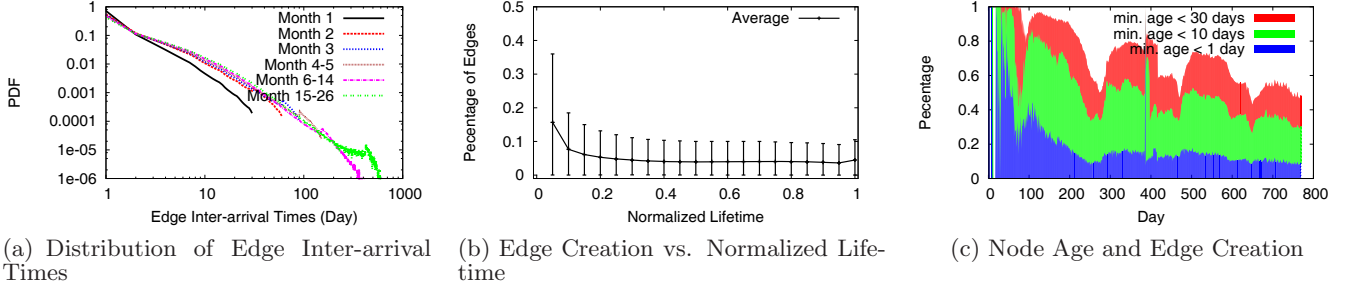 1
0.1
0.01
0.001
0.0001
1e-05
1e-06
PDF
1
10
100
1000
Edge Inter-arrival Times (Day)
Month 1
Month 2
Month 3
Month 4-5
Month 6-14
Month 15-26
(a) Distribution of Edge Inter-arrival
Times
0.5
0.4
0.3
0.2
0.1
0
Pecentage of Edges
0
0.2
0.4
0.6
0.8
1
Normalized Lifetime
Average
(b) Edge Creation vs. Normalized Life-
time
1
0.8
0.6
0.4
0.2
0
Pecentage
0
100
200
300
400
500
600
700
800
Day
min. age < 30 days
min. age < 10 days
min. age < 1 day
(c) Node Age and Edge Creation